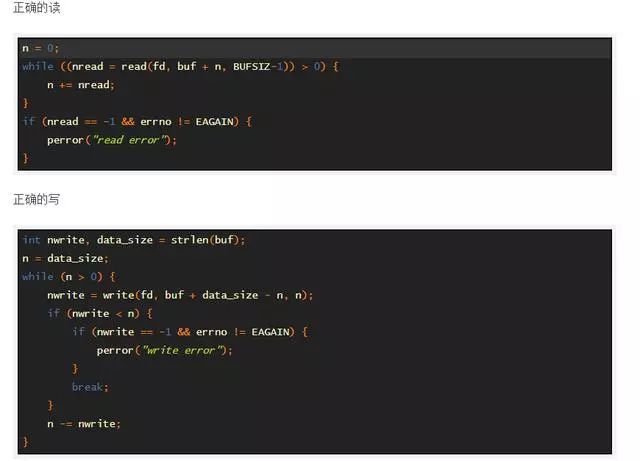 正确的读
n = 0;
while ((nread = read(fd, buf + n, BUFSIZ-1)) > 0) {
    n += nread;
}
if (nread == -1 && errno != EAGAIN) {
    perror("read error");
}
正确的写
int nwrite, data_size = strlen(buf);
n = data_size;
while (n > 0) {
    nwrite = write(fd, buf + data_size - n, n);
    if (nwrite < n) {
        if (nwrite == -1 && errno != EAGAIN) {
            perror("write error");
        }
        break;
    }
    n -= nwrite;
}